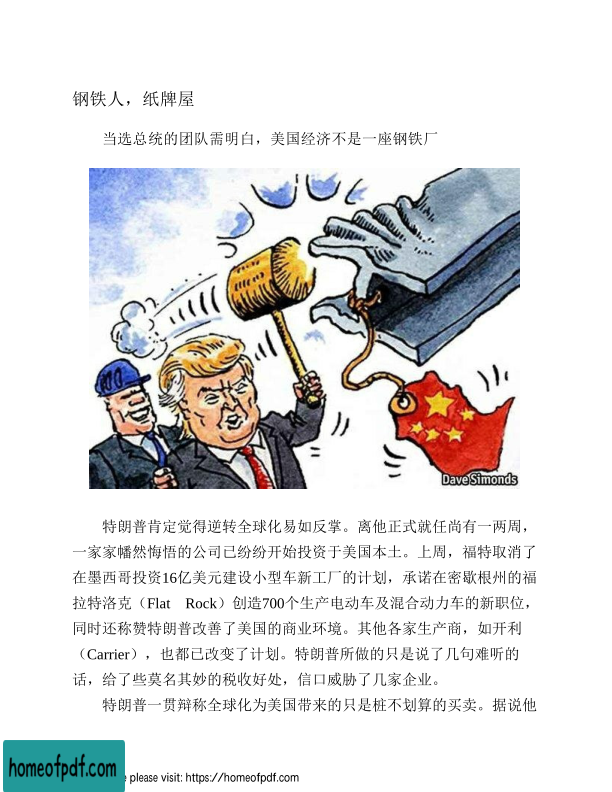 钢铁人，纸牌屋
当选总统的团队需明白，美国经济不是一座钢铁厂
Dave Simonds
特朗普肯定觉得逆转全球化易如反掌。离他正式就任尚有一两周，
一家家幡然悔悟的公司已纷纷开始投资于美国本土。上周，福特取消了
在墨西哥投资16亿美元建设小型车新工厂的计划，承诺在密歇根州的福
拉特洛克（Flat Rock）创造700个生产电动车及混合动力车的新职位，
同时还称赞特朗普改善了美国的商业环境。其他各家生产商，如开利
（Carrier），也都已改变了计划。特朗普所做的只是说了几句难听的
话，给了些莫名其妙的税收好处，信口威胁了几家企业。
特朗普一贯辩称全球化为美国带来的只是桩不划算的买卖。据说他
homeofpdf.com
e please visit: https://homeofpdf.com